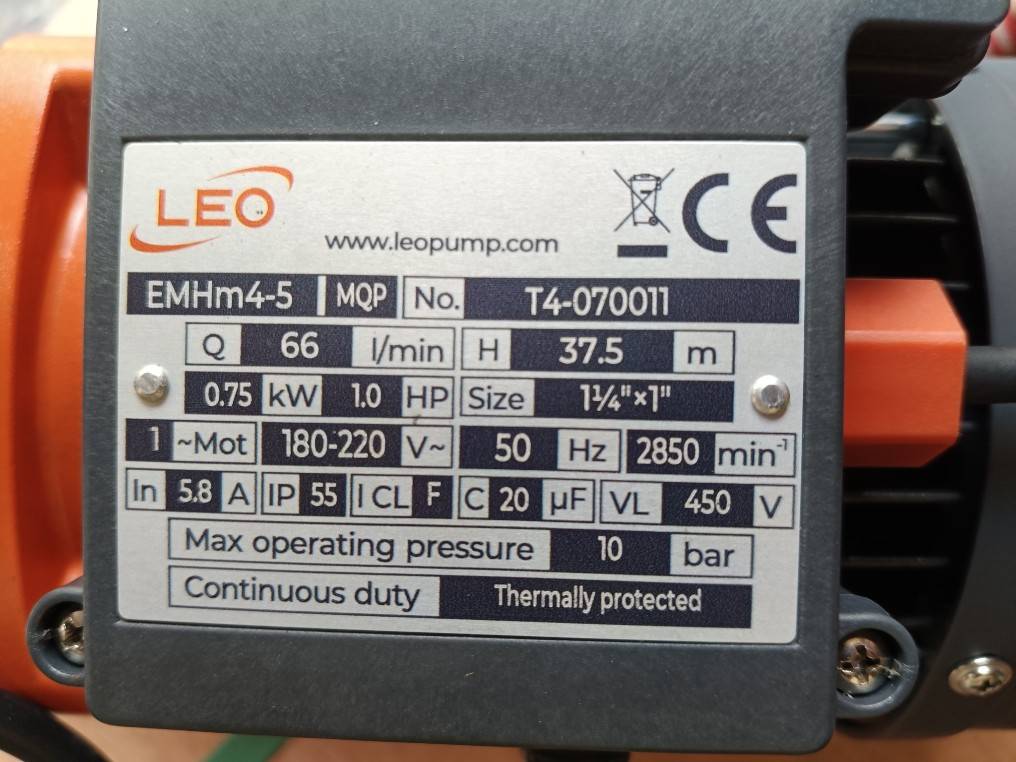 LEO
www.leopump.com
CE
EMHm4-5 MQP No. T4-070011
Q 66 l/min H 37.5 m
0.75 kW 1.0 HP Size 1¼"×1"
1 ~Mot 180-220 V~ 50 Hz 2850 min⁻¹
In 5.8 A IP 55 I CL F C 20 µF VL 450 V
Max operating pressure 10 bar
Continuous duty Thermally protected